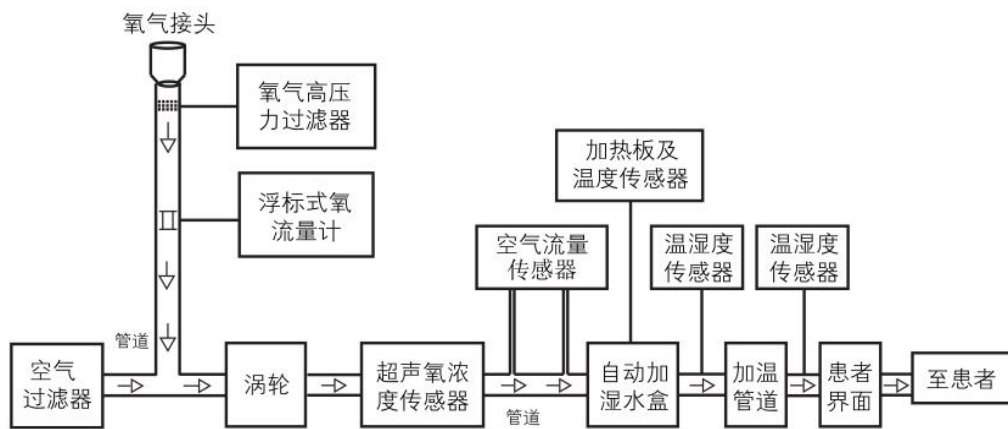 氧气接头
氧气高压
力过滤器
浮标式氧
流量计
加热板及
温度传感器
空气流量
传感器
温湿度
传感器
温湿度
传感器
管道
空气
过滤器
涡轮
超声氧浓
度传感器
管道
自动加
湿水盒
加温
管道
患者
界面
至患者